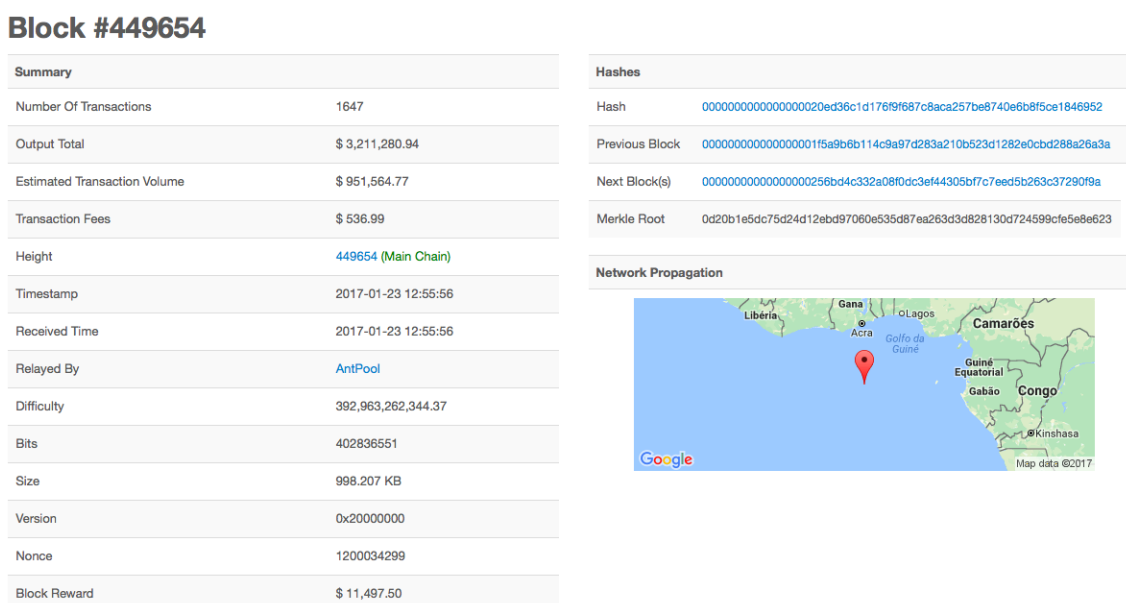 Block #449654
Summary
Number Of Transactions 1647
Output Total $ 3,211,280.94
Estimated Transaction Volume $ 951,564.77
Transaction Fees $ 536.99
Height 449654 (Main Chain)
Timestamp 2017-01-23 12:55:56
Received Time 2017-01-23 12:55:56
Relayed By AntPool
Difficulty 392,963,262,344.37
Bits 402836551
Size 998.207 KB
Version 0x20000000
Nonce 1200034299
Block Reward $ 11,497.50
Hashes
Hash 0000000000000000020ed36c1d176f9f687c8aca257be8740e6b8f5ce1846952
Previous Block 000000000000000001f5a9b6b114c9a97d283a210b523d1282e0cbd288a26a3a
Next Block(s) 00000000000000000256bd4c332a08f0dc3ef44305bf7c7eed5b263c37290f9a
Merkle Root 0d20b1e5dc75d24d12ebd97060e535d87ea263d3d828130d724599cfe5e8e623
Network Propagation
Libéria
Gana
Acra
Lagos
Golfo da
Guiné
Camarões
Guiné
Equatorial
Gabão
Congo
Kinshasa
Google
Map data ©2017